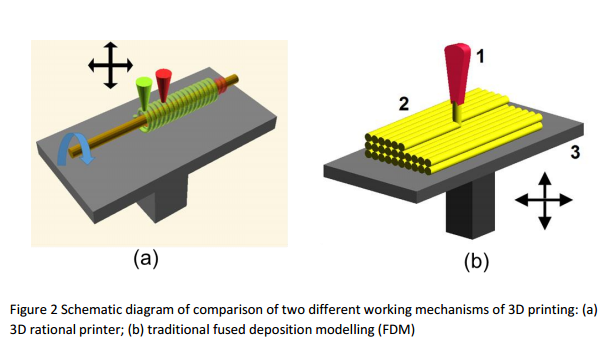 1
2
3
(a)
(b)
Figure 2 Schematic diagram of comparison of two different working mechanisms of 3D printing: (a)
3D rational printer; (b) traditional fused deposition modelling (FDM)